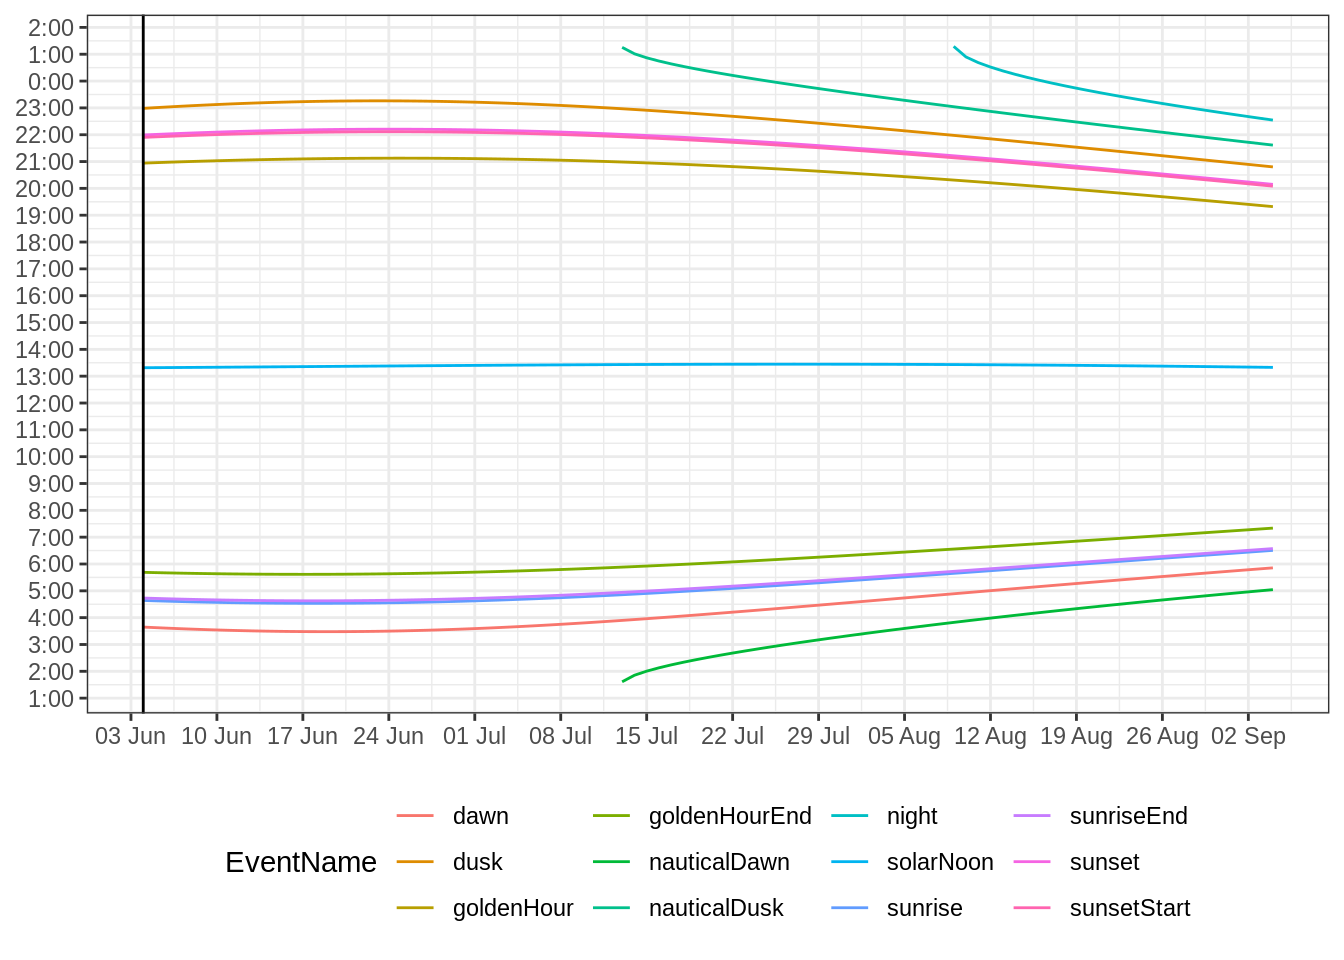 2:00
1:00
0:00
23:00
22:00
21:00
20:00
19:00
18:00
17:00
16:00
15:00
14:00
13:00
12:00
11:00
10:00
9:00
8:00
7:00
6:00
5:00
4:00
3:00
2:00
1:00
03 Jun 10 Jun 17 Jun 24 Jun 01 Jul 08 Jul 15 Jul 22 Jul 29 Jul 05 Aug 12 Aug 19 Aug 26 Aug 02 Sep
EventName
dawn
dusk
goldenHour
goldenHourEnd
nauticalDawn
nauticalDusk
night
solarNoon
sunrise
sunriseEnd
sunset
sunsetStart